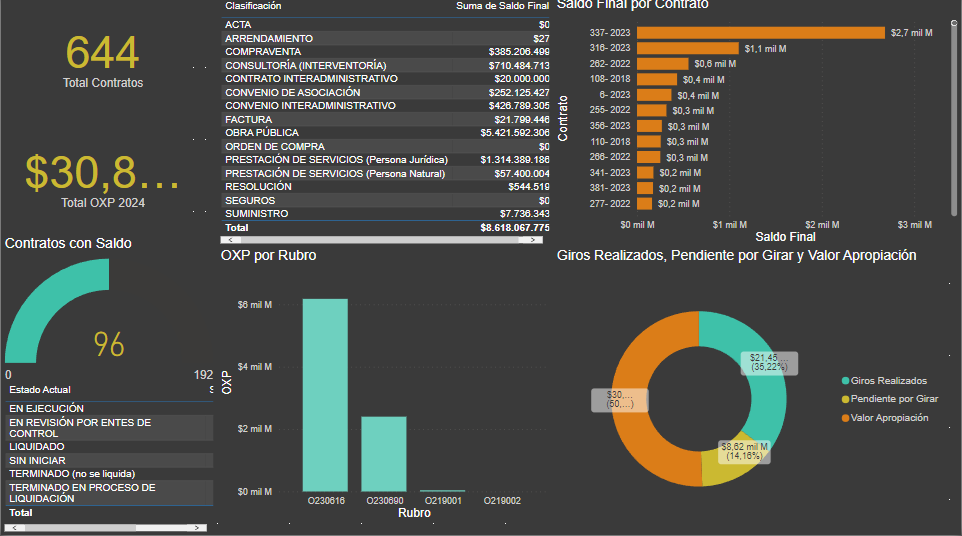 644
Total Contratos
$30,8...
Total OXP 2024
Clasificación Suma de Saldo Final
ACTA $0
ARRENDAMIENTO $27
COMPRAVENTA $385.206.499
CONSULTORÍA (INTERVENTORÍA) $710.484.713
CONTRATO INTERADMINISTRATIVO $20.000.000
CONVENIO DE ASOCIACIÓN $252.125.427
CONVENIO INTERADMINISTRATIVO $426.789.305
FACTURA $21.799.446
OBRA PÚBLICA $5.421.592.306
ORDEN DE COMPRA $0
PRESTACIÓN DE SERVICIOS (Persona Jurídica) $1.314.389.186
PRESTACIÓN DE SERVICIOS (Persona Natural) $57.400.004
RESOLUCIÓN $544.519
SEGUROS $0
SUMINISTRO $7.736.343
Total $8.618.067.775
Saldo Final por Contrato
Contrato
337- 2023 $2,7 mil M
316- 2023 $1,1 mil M
262- 2022 $0,6 mil M
108- 2018 $0,4 mil M
6- 2023 $0,4 mil M
255- 2022 $0,3 mil M
356- 2023 $0,3 mil M
110- 2018 $0,3 mil M
266- 2022 $0,3 mil M
341- 2023 $0,2 mil M
381- 2023 $0,2 mil M
277- 2022 $0,2 mil M
$0 mil M $1 mil M $2 mil M $3 mil M
Saldo Final
Contratos con Saldo
96
0 192
Estado Actual
EN EJECUCIÓN
EN REVISIÓN POR ENTES DE
CONTROL
LIQUIDADO
SIN INICIAR
TERMINADO (no se liquida)
TERMINADO EN PROCESO DE
LIQUIDACIÓN
Total
OXP por Rubro
OXP
$6 mil M
$4 mil M
$2 mil M
$0 mil M
O230616 O230690 O219001 O219002
Rubro
Giros Realizados, Pendiente por Girar y Valor Apropiación
$21,45 ...
(35,22%)
$30,...
(50,...)
$8,62 mil M
(14,16%)
Giros Realizados
Pendiente por Girar
Valor Apropiación